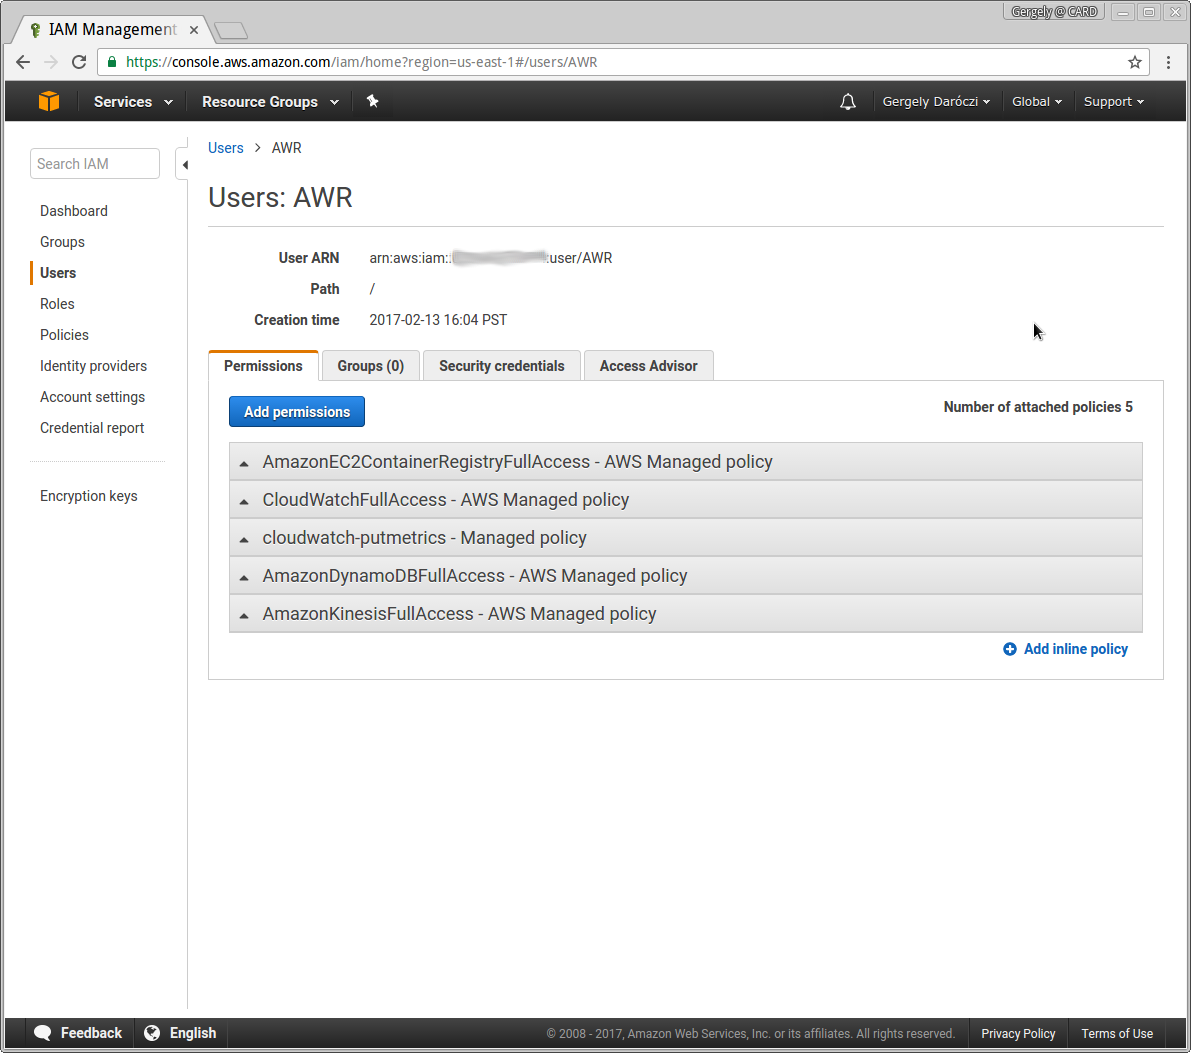 Gergely @ CARD
IAM Management
https://console.aws.amazon.com/iam/home?region=us-east-1#/users/AWR
Services Resource Groups Gergely Daróczi Global Support
Search IAM
Dashboard
Groups
Users
Roles
Policies
Identity providers
Account settings
Credential report
Encryption keys
Users > AWR
Users: AWR
User ARN arn:aws:iam:: :user/AWR
Path /
Creation time 2017-02-13 16:04 PST
Permissions Groups (0) Security credentials Access Advisor
Add permissions Number of attached policies 5
AmazonEC2ContainerRegistryFullAccess - AWS Managed policy
CloudWatchFullAccess - AWS Managed policy
cloudwatch-putmetrics - Managed policy
AmazonDynamoDBFullAccess - AWS Managed policy
AmazonKinesisFullAccess - AWS Managed policy
Add inline policy
Feedback English © 2008 - 2017, Amazon Web Services, Inc. or its affiliates. All rights reserved. Privacy Policy Terms of Use